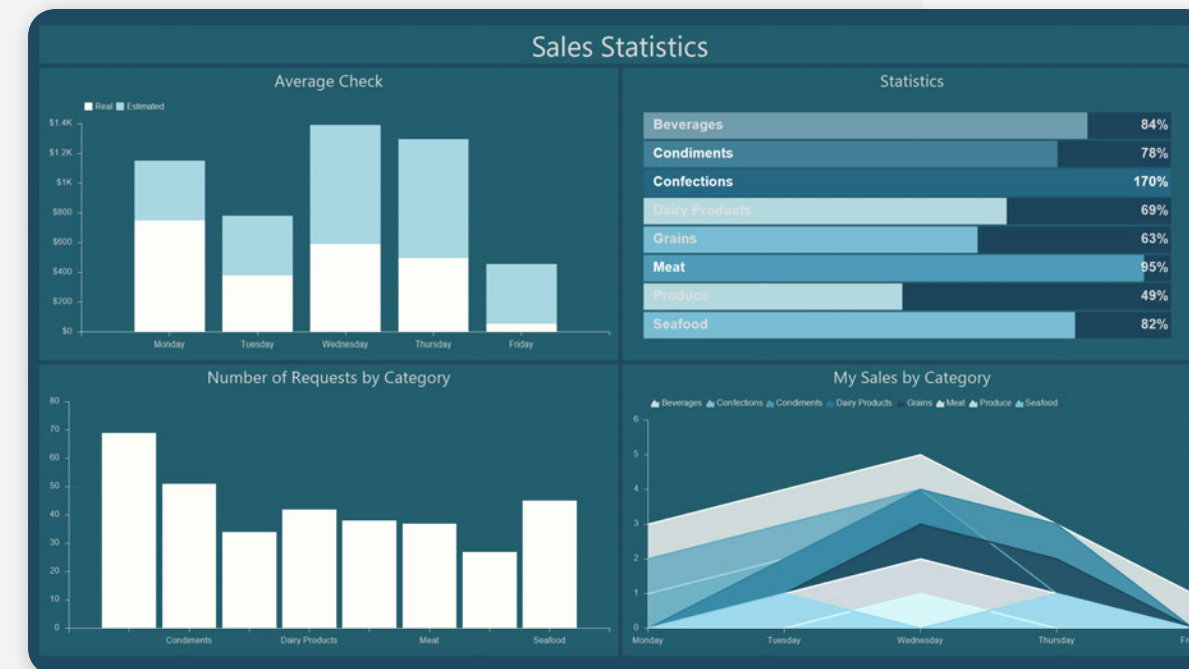 Sales Statistics
Average Check
Real Estimated
$1.4K
$1.2K
$1K
$800
$600
$400
$200
$0
Monday Tuesday Wednesday Thursday Friday
Statistics
Beverages 84%
Condiments 78%
Confections 170%
Dairy Products 69%
Grains 63%
Meat 95%
Produce 49%
Seafood 82%
Number of Requests by Category
80
70
60
50
40
30
20
10
0
Condiments Dairy Products Meat Seafood
My Sales by Category
Beverages Confections Condiments Dairy Products Grains Meat Produce Seafood
6
5
4
3
2
1
0
Monday Tuesday Wednesday Thursday